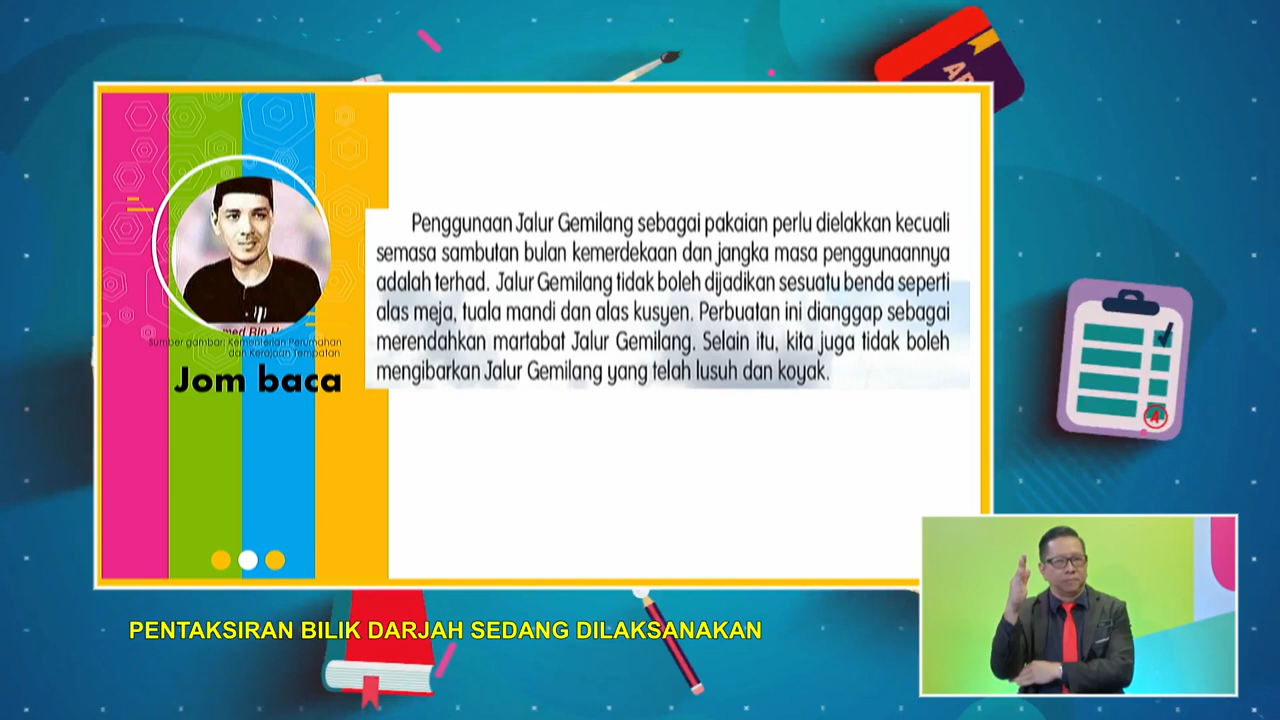 Penggunaan Jalur Gemilang sebagai pakaian perlu dielakkan kecuali
semasa sambutan bulan kemerdekaan dan jangka masa penggunaannya
adalah terhad. Jalur Gemilang tidak boleh dijadikan sesuatu benda seperti
alas meja, tuala mandi dan alas kusyen. Perbuatan ini dianggap sebagai
merendahkan martabat Jalur Gemilang. Selain itu, kita juga tidak boleh
mengibarkan Jalur Gemilang yang telah lusuh dan koyak.
Sumber gambar: Kementerian Perumahan
dan Kerajaan Tempatan
Jom baca
A
PENTAKSIRAN BILIK DARJAH SEDANG DILAKSANAKAN